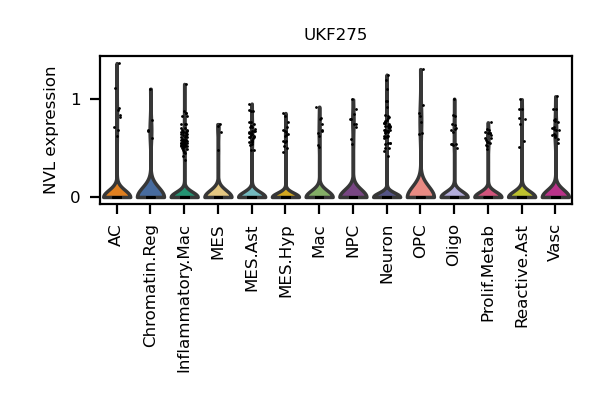 UKF275
NVL expression
1
0
AC
Chromatin.Reg
Inflammatory.Mac
MES
MES.Ast
MES.Hyp
Mac
NPC
Neuron
OPC
Oligo
Prolif.Metab
Reactive.Ast
Vasc